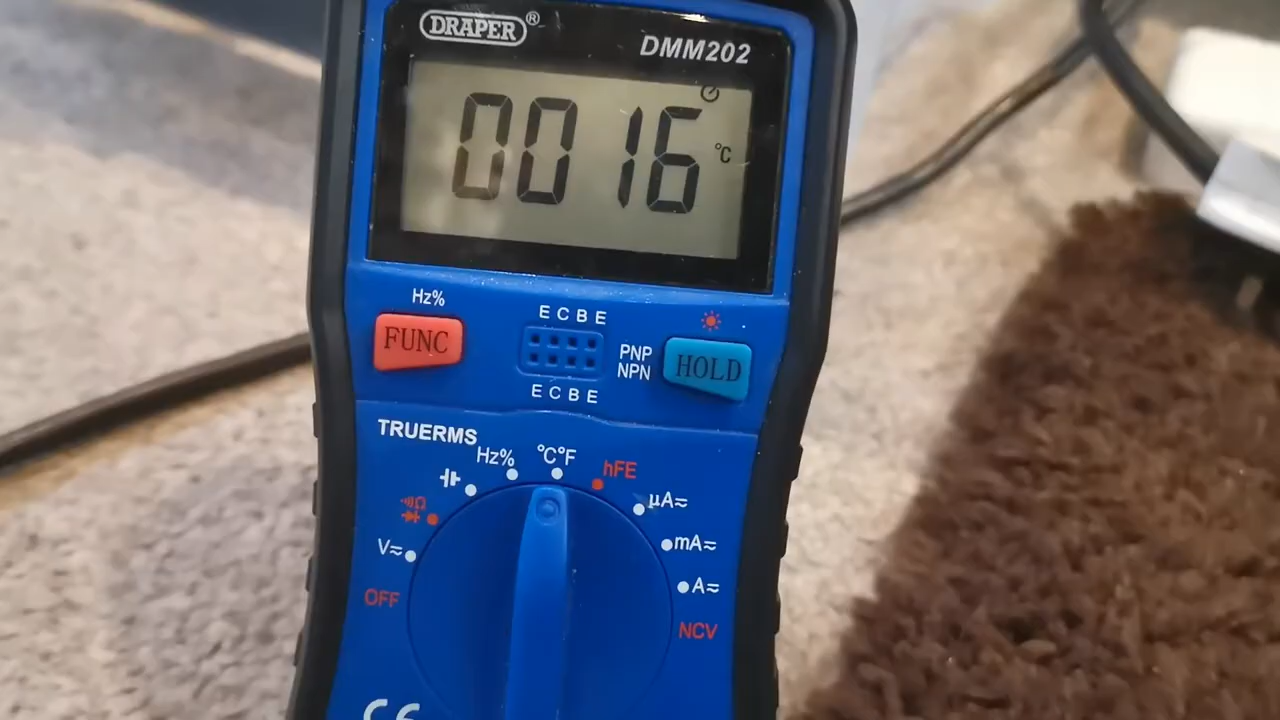 DRAPER®
DMM202
0016 °C
Hz%
FUNC
E C B E
PNP
NPN
E C B E
HOLD
TRUERMS
Hz%
°C°F
hFE
µA
Ω
mA
V
A
OFF
NCV
CE